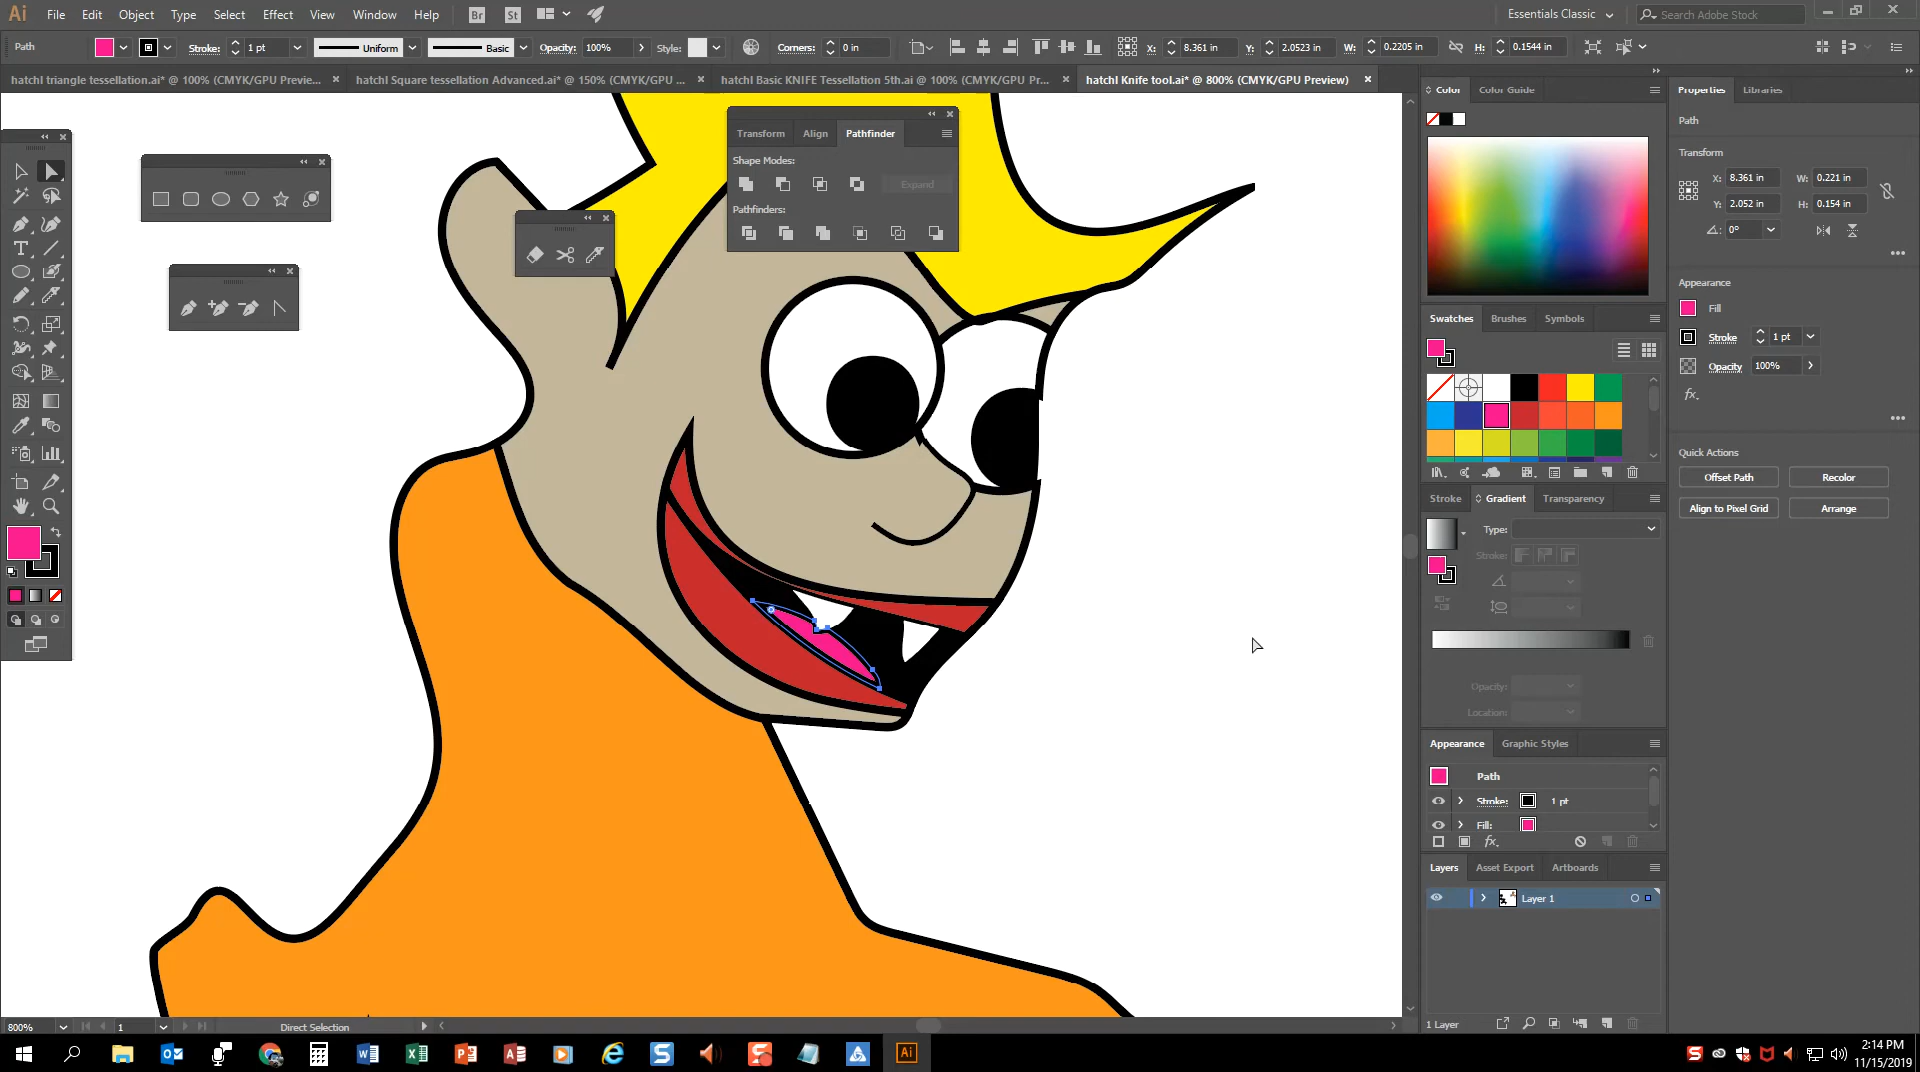 Ai File Edit Object Type Select Effect View Window Help Br St Essentials Classic Search Adobe Stock
Path Stroke: 1 pt Uniform Basic Opacity: 100% Style: Corners: 0 in X: 8.361 in Y: 2.0523 in W: 0.2205 in H: 0.1544 in
hatchl triangle tessellation.ai* @ 100% (CMYK/GPU Preview... × hatchl Square tessellation Advanced.ai* @ 150% (CMYK/GPU ... × hatchl Basic KNIFE Tessellation 5th.ai @ 100% (CMYK/GPU Pr... × hatchl Knife tool.ai* @ 800% (CMYK/GPU Preview) ×
Color Color Guide
Properties Libraries
Path
Transform Align Pathfinder
Shape Modes:
Expand
Pathfinders:
Transform
X: 8.361 in W: 0.221 in
Y: 2.052 in H: 0.154 in
0°
Appearance
Fill
Stroke 1 pt
Opacity 100%
fx.
Swatches Brushes Symbols
Quick Actions
Offset Path Recolor
Align to Pixel Grid Arrange
Stroke Gradient Transparency
Type:
Stroke:
Opacity:
Location:
Appearance Graphic Styles
Path
Stroke: 1 pt
Fill:
fx.
Layers Asset Export Artboards
Layer 1
1 Layer
800% 1 Direct Selection
Ai
2:14 PM
11/15/2019